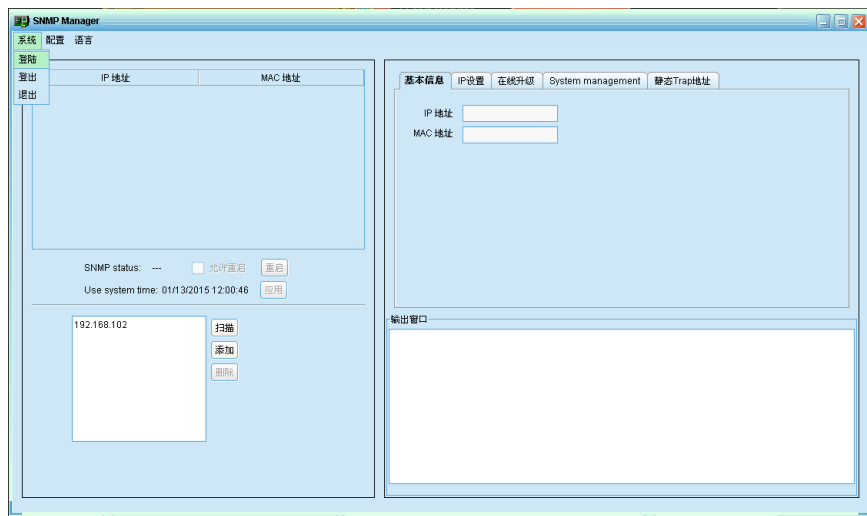 SNMP Manager
系统 配置 语言
登陆
登出
退出
IP 地址 MAC 地址
SNMP status: --- 允许重启 重启
Use system time: 01/13/2015 12:00:46 应用
192.168.102
扫描
添加
删除
基本信息 IP设置 在线升级 System management 静态Trap地址
IP 地址
MAC 地址
输出窗口